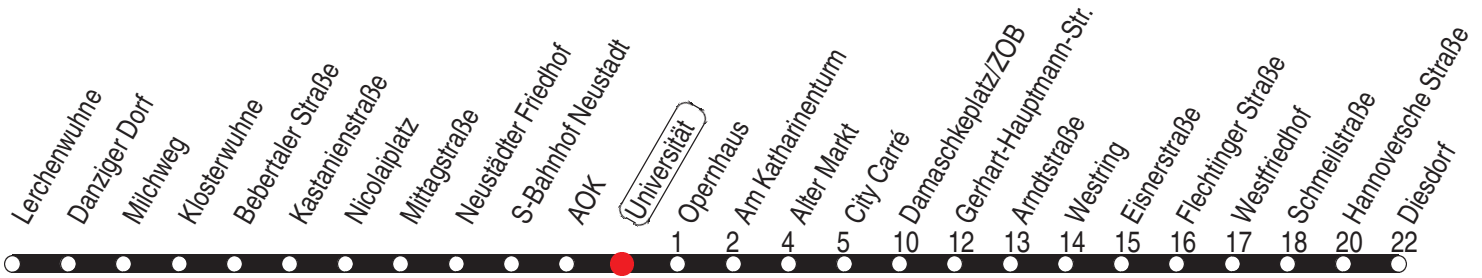 Lerchenwuhne
Danziger Dorf
Milchweg
Klosterwuhne
Bebertaler Straße
Kastanienstraße
Nicolaiplatz
Mittagstraße
Neustädter Friedhof
S-Bahnhof Neustadt
AOK
Universität
Opernhaus
Am Katharinenturm
Alter Markt
City Carré
Damaschkeplatz/ZOB
Gerhart-Hauptmann-Str.
Arndtstraße
Westring
Eisnerstraße
Flechtinger Straße
Westfriedhof
Schmeilstraße
Hannoversche Straße
Diesdorf
1 2 4 5 10 12 13 14 15 16 17 18 20 22